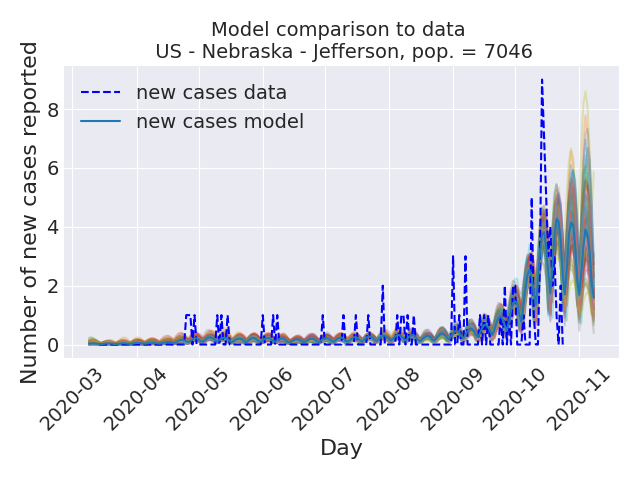 Model comparison to data
US - Nebraska - Jefferson, pop. = 7046
Number of new cases reported
8
6
4
2
0
new cases data
new cases model
2020-03
2020-04
2020-05
2020-06
2020-07
2020-08
2020-09
2020-10
2020-11
Day